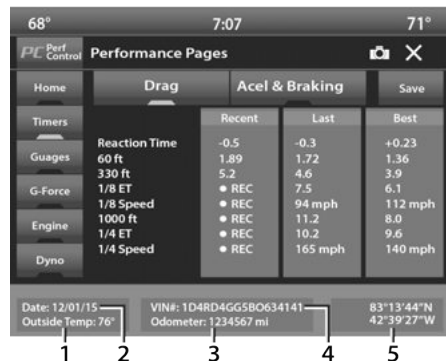 68° 7:07 71°
PC Perf Control Performance Pages
Home Drag Acel & Braking Save
Timers Recent Last Best
Reaction Time -0.5 -0.3 +0.23
60 ft 1.89 1.72 1.36
Guages 330 ft 5.2 4.6 3.9
1/8 ET REC 7.5 6.1
G-Force 1/8 Speed REC 94 mph 112 mph
1000 ft REC 11.2 8.0
Engine 1/4 ET REC 10.2 9.6
1/4 Speed REC 165 mph 140 mph
Dyno
Date: 12/01/15 VIN#: 1D4RD4GG5BO634141 83°13'44"N
Outside Temp: 76° Odometer: 1234567 mi 42°39'27"W
1 2 3 4 5